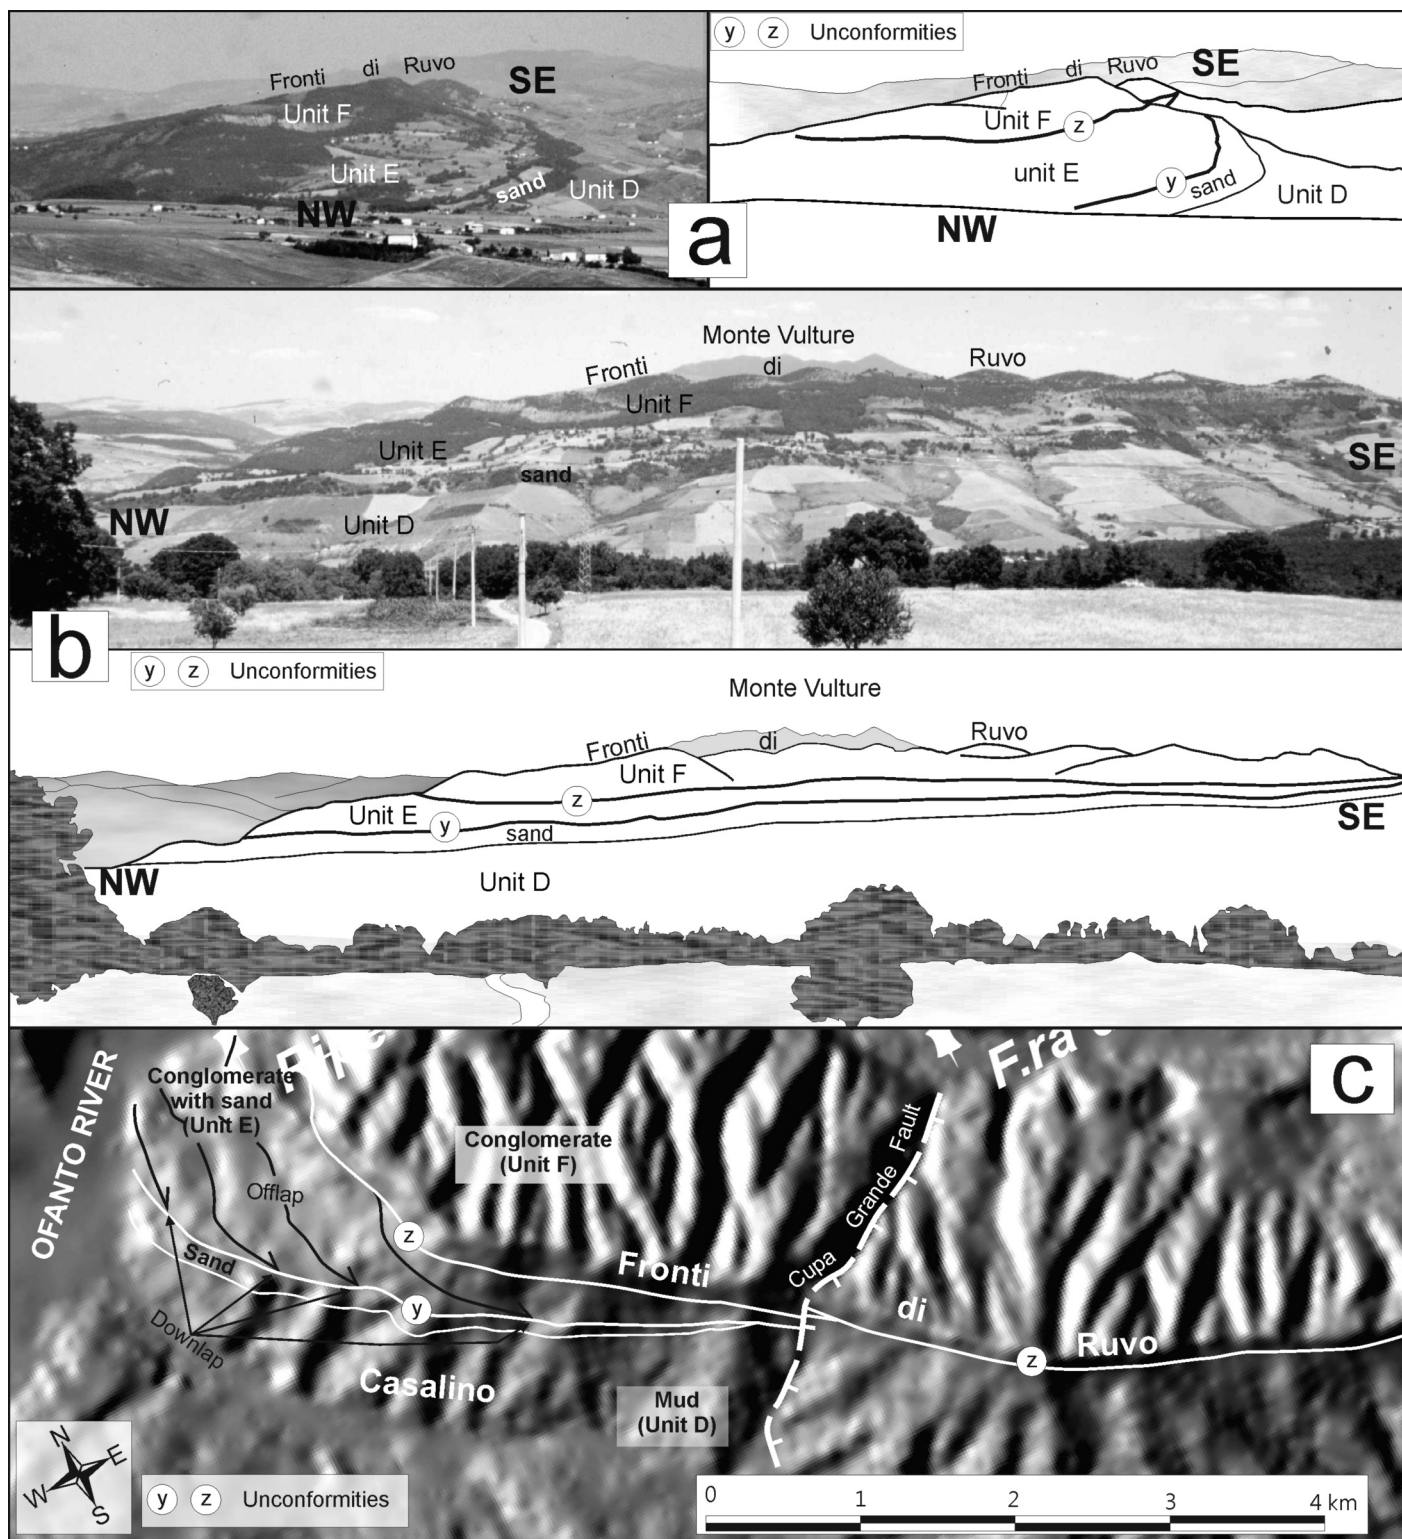 Fronti di Ruvo
SE
Unit F
Unit E
sand
Unit D
NW
y z Unconformities
Fronti di Ruvo
SE
Unit F
z
unit E
y
sand
Unit D
NW
a
Monte Vulture
Fronti di Ruvo
Unit F
Unit E
sand
SE
NW
Unit D
b
y z Unconformities
Monte Vulture
Fronti di Ruvo
Unit F
z
Unit E
y
sand
SE
NW
Unit D
c
OFANTO RIVER
Conglomerate
with sand
(Unit E)
F.ra
Conglomerate
(Unit F)
Cupa Grande Fault
Offlap
Sand
z
Fronti di Ruvo
y
z
Downlap
Casalino
Mud
(Unit D)
N
E
W
S
y z Unconformities
0 1 2 3 4 km